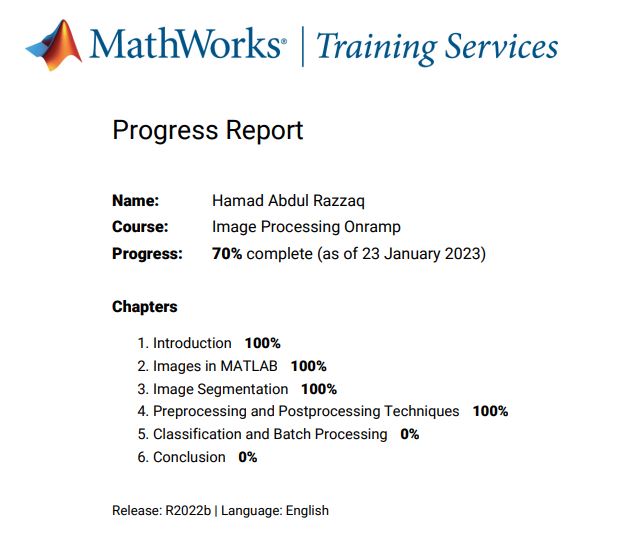 MathWorks® | Training Services
Progress Report
Name: Hamad Abdul Razzaq
Course: Image Processing Onramp
Progress: 70% complete (as of 23 January 2023)
Chapters
1. Introduction 100%
2. Images in MATLAB 100%
3. Image Segmentation 100%
4. Preprocessing and Postprocessing Techniques 100%
5. Classification and Batch Processing 0%
6. Conclusion 0%
Release: R2022b | Language: English